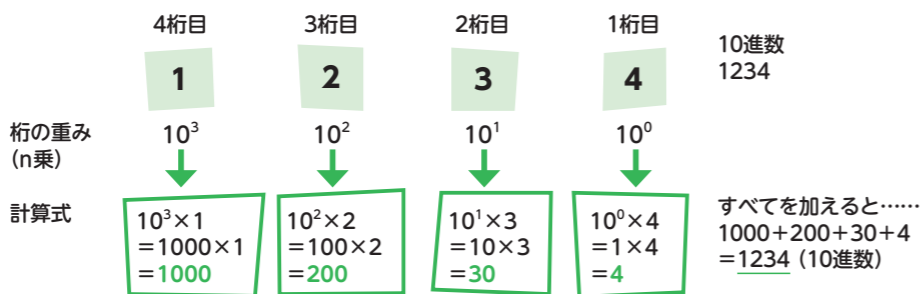 4桁目 3桁目 2桁目 1桁目
1 2 3 4
10進数
1234
桁の重み
(n乗)
10³ 10² 10¹ 10⁰
計算式
10³×1
=1000×1
=1000
10²×2
=100×2
=200
10¹×3
=10×3
=30
10⁰×4
=1×4
=4
すべてを加えると……
1000+200+30+4
=1234 (10進数)